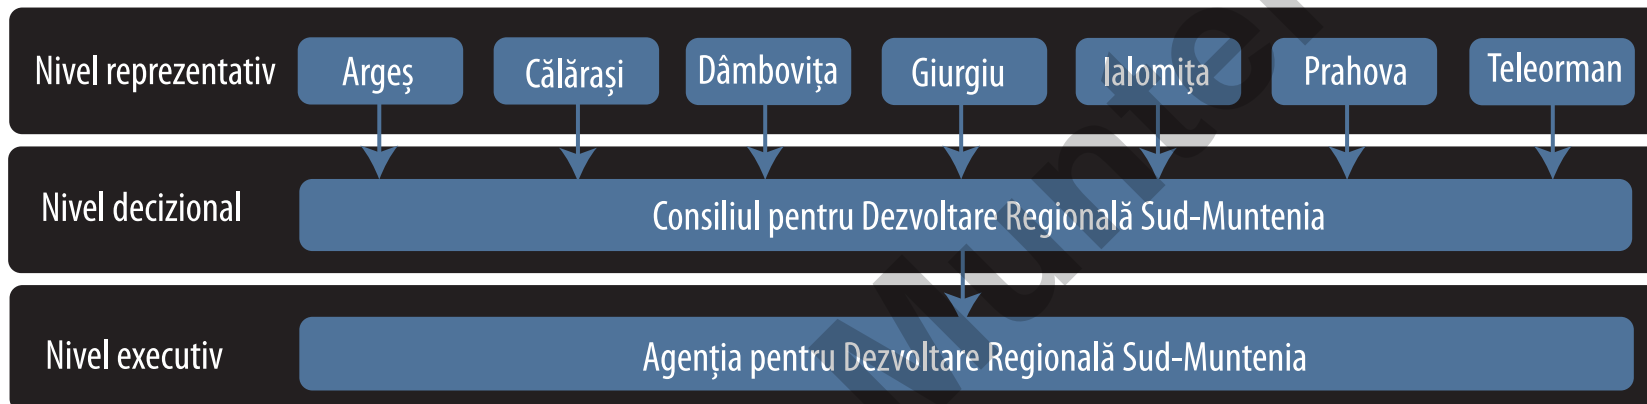 Nivel reprezentativ Argeș Călărași Dâmbovița Giurgiu Ialomița Prahova Teleorman
Nivel decizional Consiliul pentru Dezvoltare Regională Sud-Muntenia
Nivel executiv Agenția pentru Dezvoltare Regională Sud-Muntenia